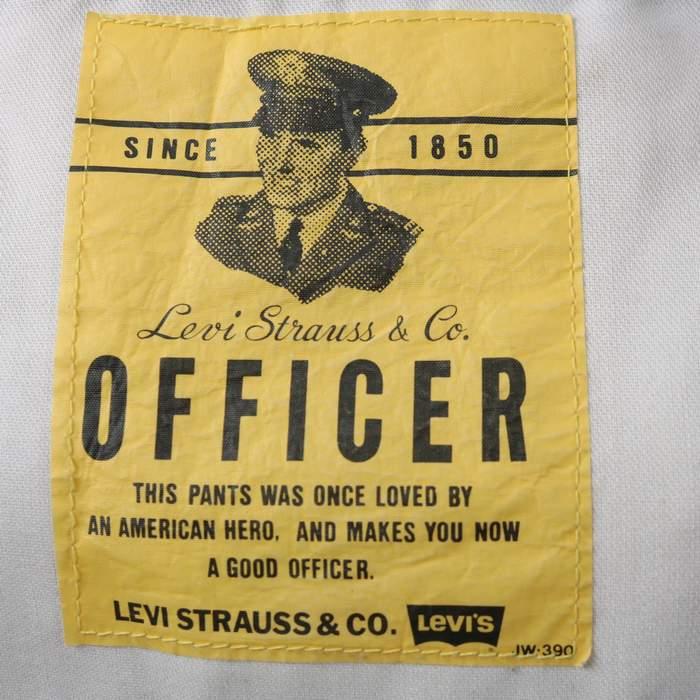 SINCE 1850
Levi Strauss & Co.
OFFICER
THIS PANTS WAS ONCE LOVED BY
AN AMERICAN HERO, AND MAKES YOU NOW
A GOOD OFFICER.
LEVI STRAUSS & CO. LEVI'S
JW-390